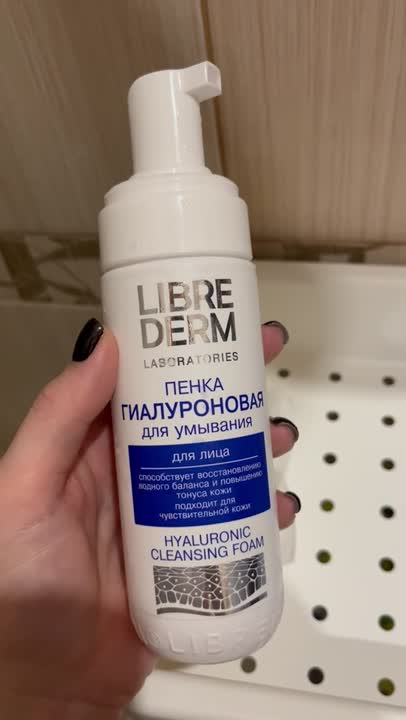 LIBRE
DERM
LABORATORIES
ПЕНКА
ГИАЛУРОНОВАЯ
для умывания
для лица
способствует восстановлению
водного баланса и повышению
тонуса кожи
подходит для
чувствительной кожи
HYALURONIC
CLEANSING FOAM
LIBRE